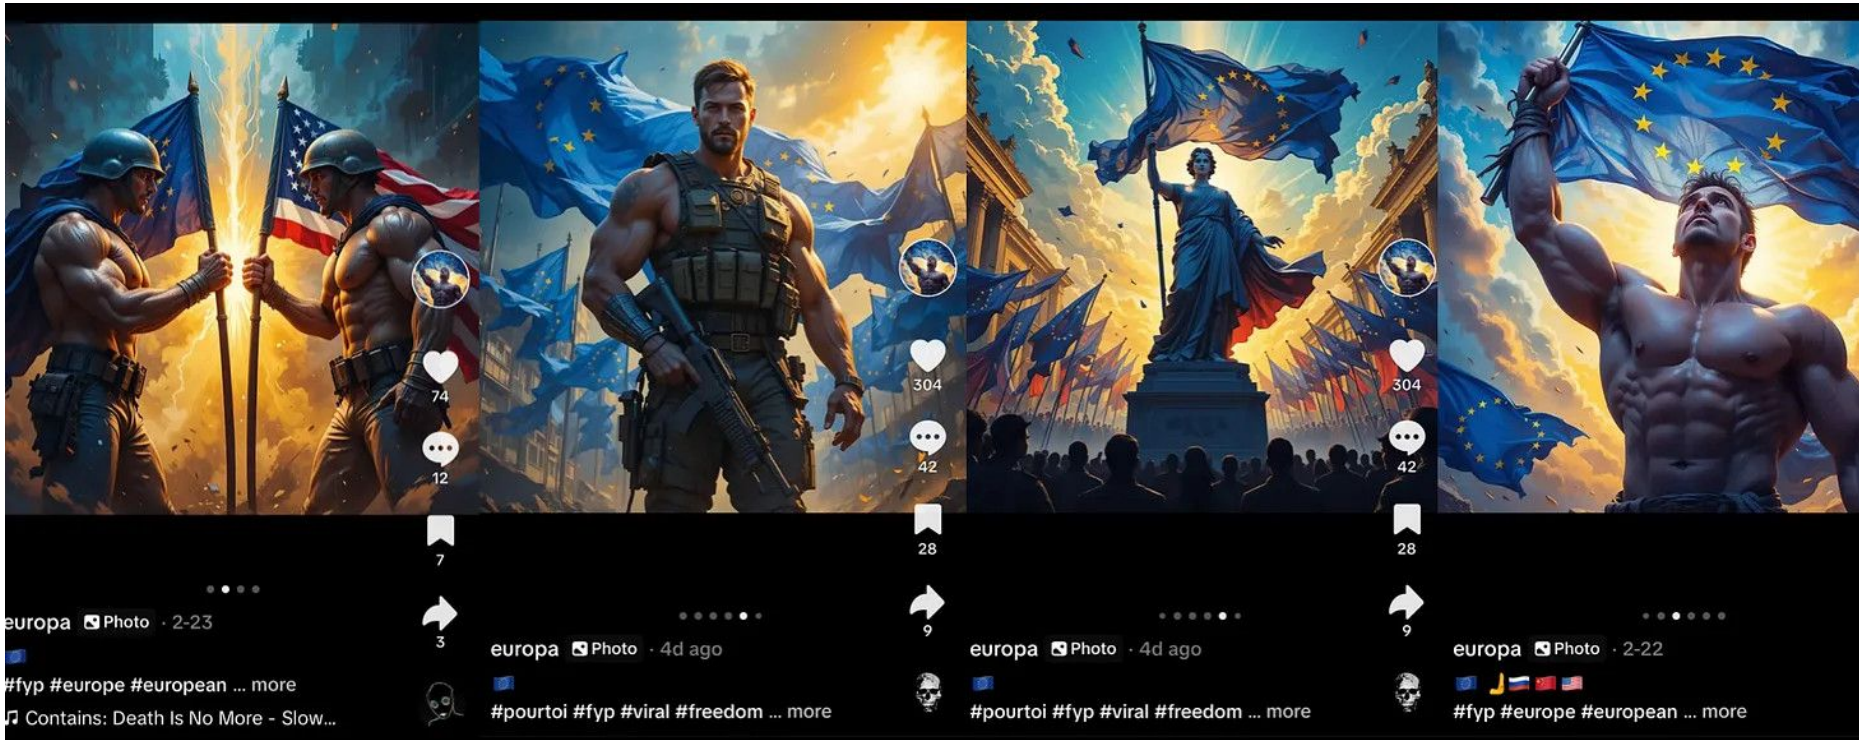 74
12
7
3
europa Photo · 2-23
🇪🇺
#fyp #europe #european ... more
♫ Contains: Death Is No More - Slow...
304
42
28
9
europa Photo · 4d ago
🇪🇺
#pourtoi #fyp #viral #freedom ... more
304
42
28
9
europa Photo · 4d ago
🇪🇺
#pourtoi #fyp #viral #freedom ... more
europa Photo · 2-22
🇪🇺 🫸🇷🇺🇨🇳🇺🇸
#fyp #europe #european ... more